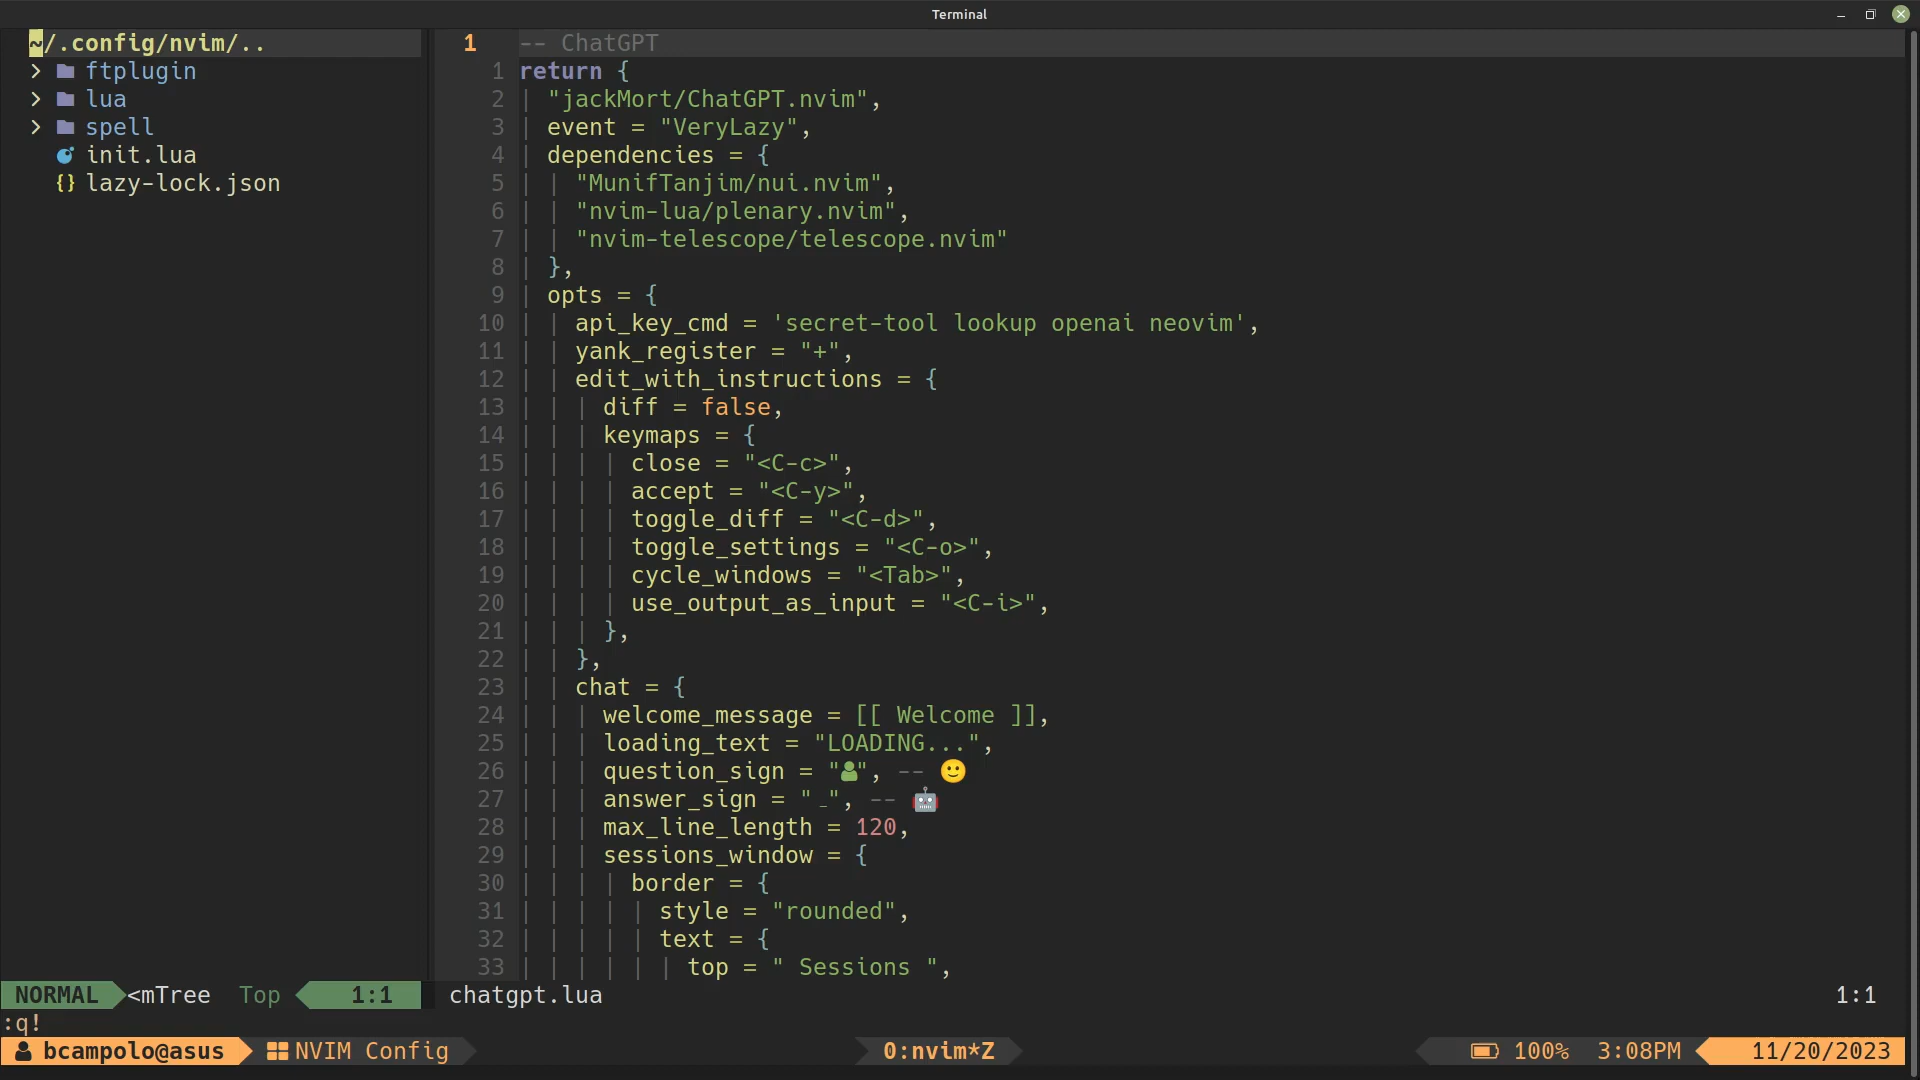 Terminal
~/.config/nvim/..
ftplugin
lua
spell
init.lua
{} lazy-lock.json
1 -- ChatGPT
1 return {
2 "jackMort/ChatGPT.nvim",
3 event = "VeryLazy",
4 dependencies = {
5 "MunifTanjim/nui.nvim",
6 "nvim-lua/plenary.nvim",
7 "nvim-telescope/telescope.nvim"
8 },
9 opts = {
10 api_key_cmd = 'secret-tool lookup openai neovim',
11 yank_register = "+",
12 edit_with_instructions = {
13 diff = false,
14 keymaps = {
15 close = "<C-c>",
16 accept = "<C-y>",
17 toggle_diff = "<C-d>",
18 toggle_settings = "<C-o>",
19 cycle_windows = "<Tab>",
20 use_output_as_input = "<C-i>",
21 },
22 },
23 chat = {
24 welcome_message = [[ Welcome ]],
25 loading_text = "LOADING...",
26 question_sign = "👤", -- 🙂
27 answer_sign = " ", -- 🤖
28 max_line_length = 120,
29 sessions_window = {
30 border = {
31 style = "rounded",
32 text = {
33 top = " Sessions ",
NORMAL <mTree Top 1:1 chatgpt.lua 1:1
:q!
bcampolo@asus NVIM Config 0:nvim*Z 100% 3:08PM 11/20/2023